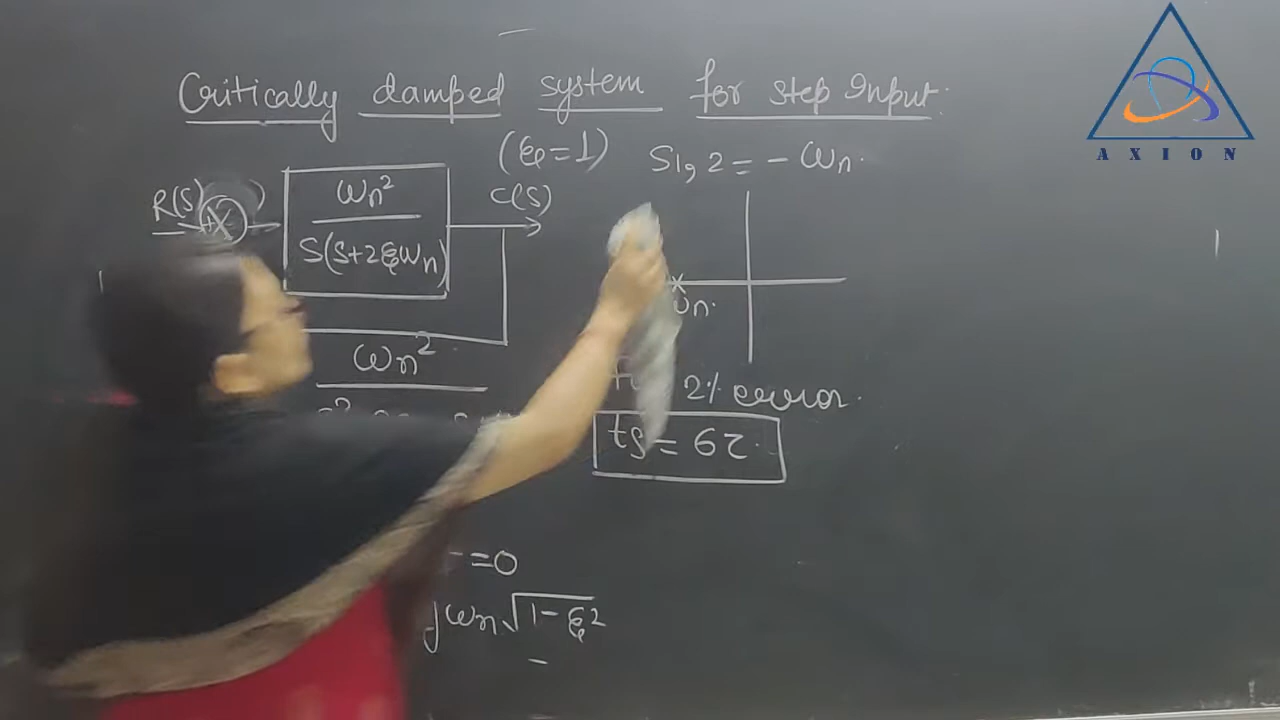 Critically damped system for step Input.
AXION
(ξ=1) S1,2 = - ωn.
R(S) ωn² C(S)
S(S+2ξωn)
ωn²
2% error.
ts = 6τ.
=0
jωn√1-ξ²